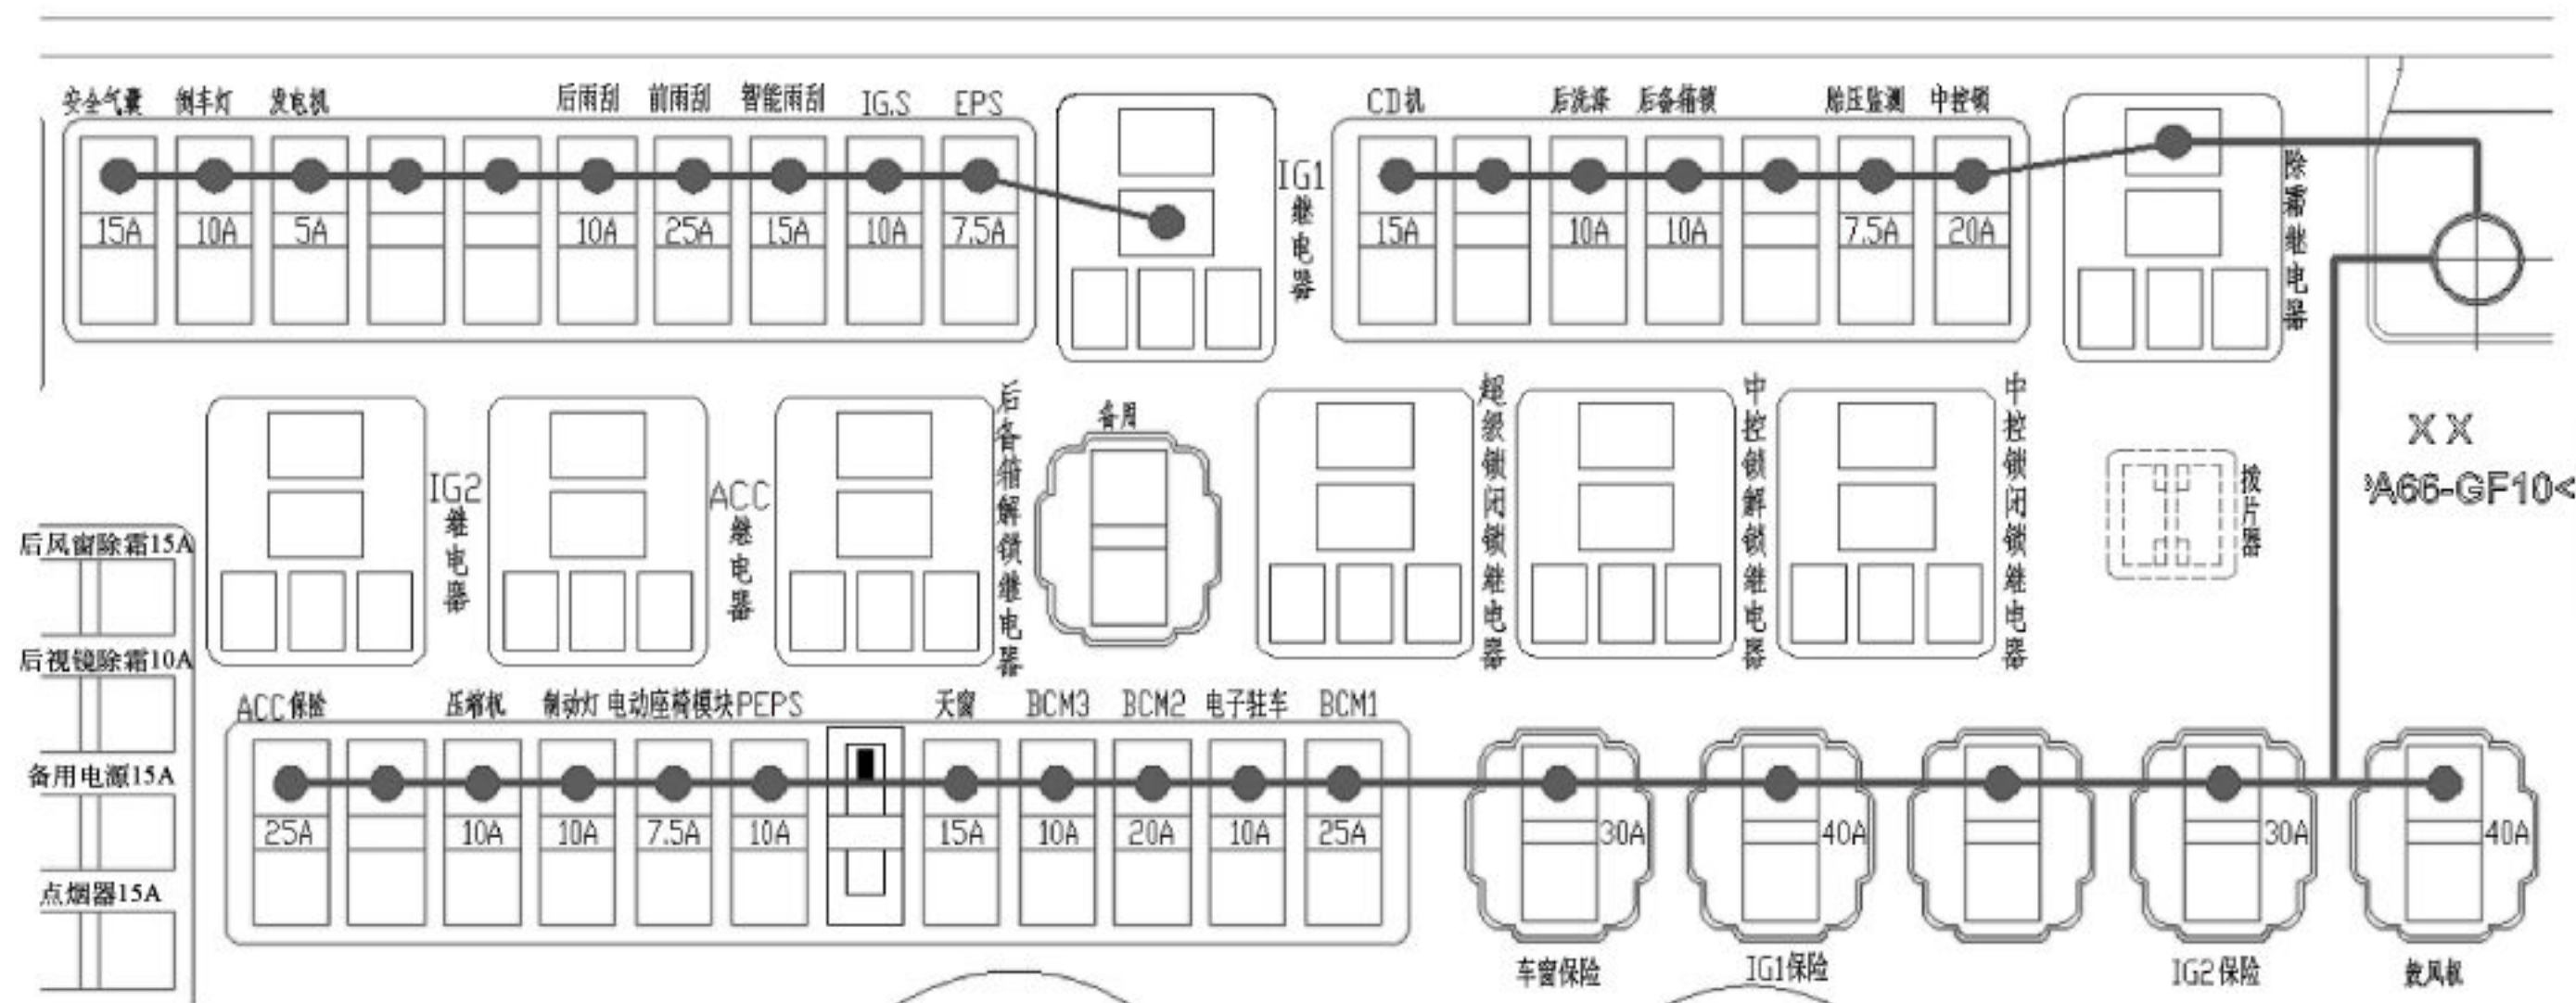 安全气囊 倒车灯 发电机 后雨刮 前雨刮 智能雨刮 IG.S EPS
15A 10A 5A 10A 25A 15A 10A 7.5A
IG1继电器
CD机 后洗涤 后备箱锁 胎压监测 中控锁
15A 10A 10A 7.5A 20A
除霜继电器
IG2继电器
ACC继电器
后备箱解锁继电器
备用
超级锁闭锁继电器
中控锁解锁继电器
中控锁闭锁继电器
拨片器
XX
A66-GF10<
后风窗除霜15A
后视镜除霜10A
备用电源15A
点烟器15A
ACC保险 压缩机 制动灯 电动座椅模块 PEPS 天窗 BCM3 BCM2 电子驻车 BCM1
25A 10A 10A 7.5A 10A 15A 10A 20A 10A 25A
30A 40A 30A 40A
车窗保险 IG1保险 IG2保险 鼓风机